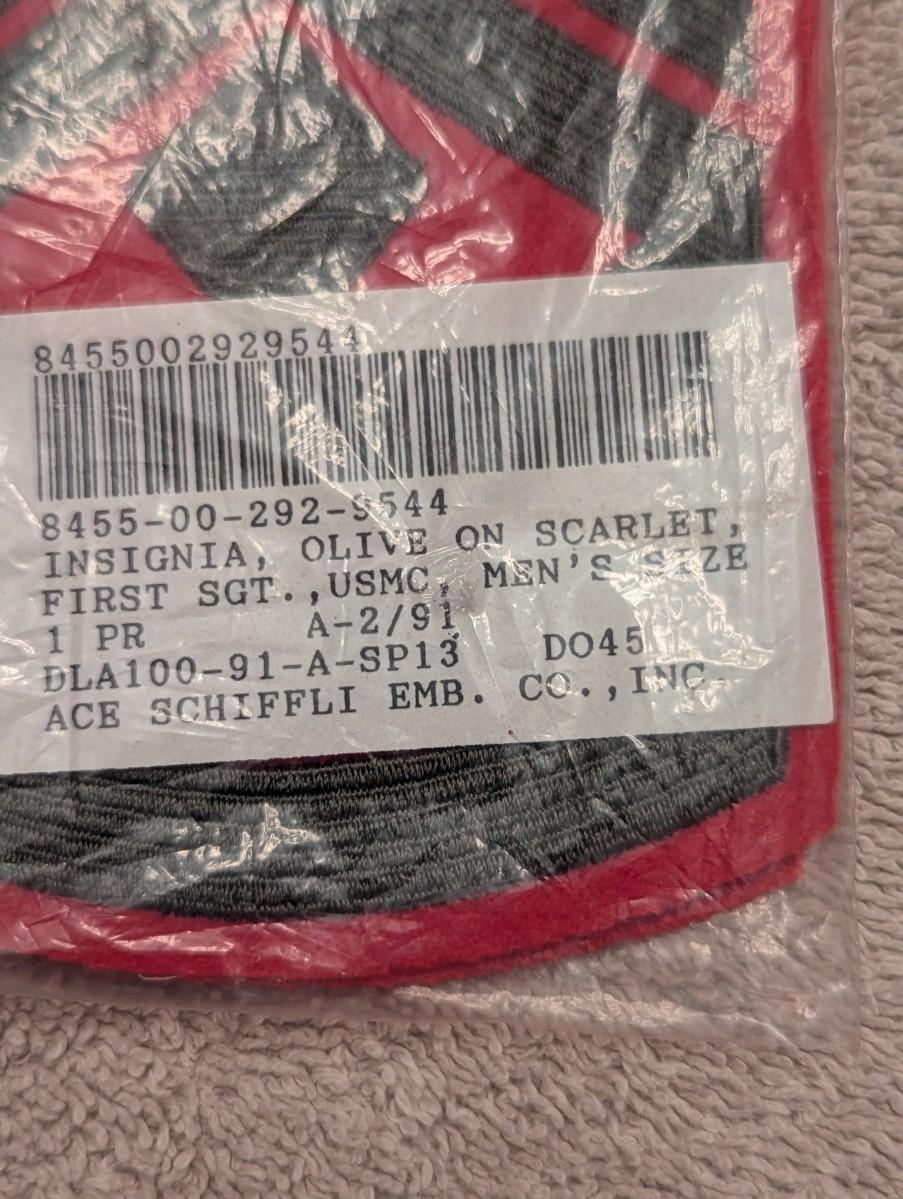 8455002929544
8455-00-292-9544
INSIGNIA, OLIVE ON SCARLET,
FIRST SGT.,USMC, MEN'S SIZE
1 PR A-2/91
DLA100-91-A-SP13 DO45
ACE SCHIFFLI EMB. CO.,INC.